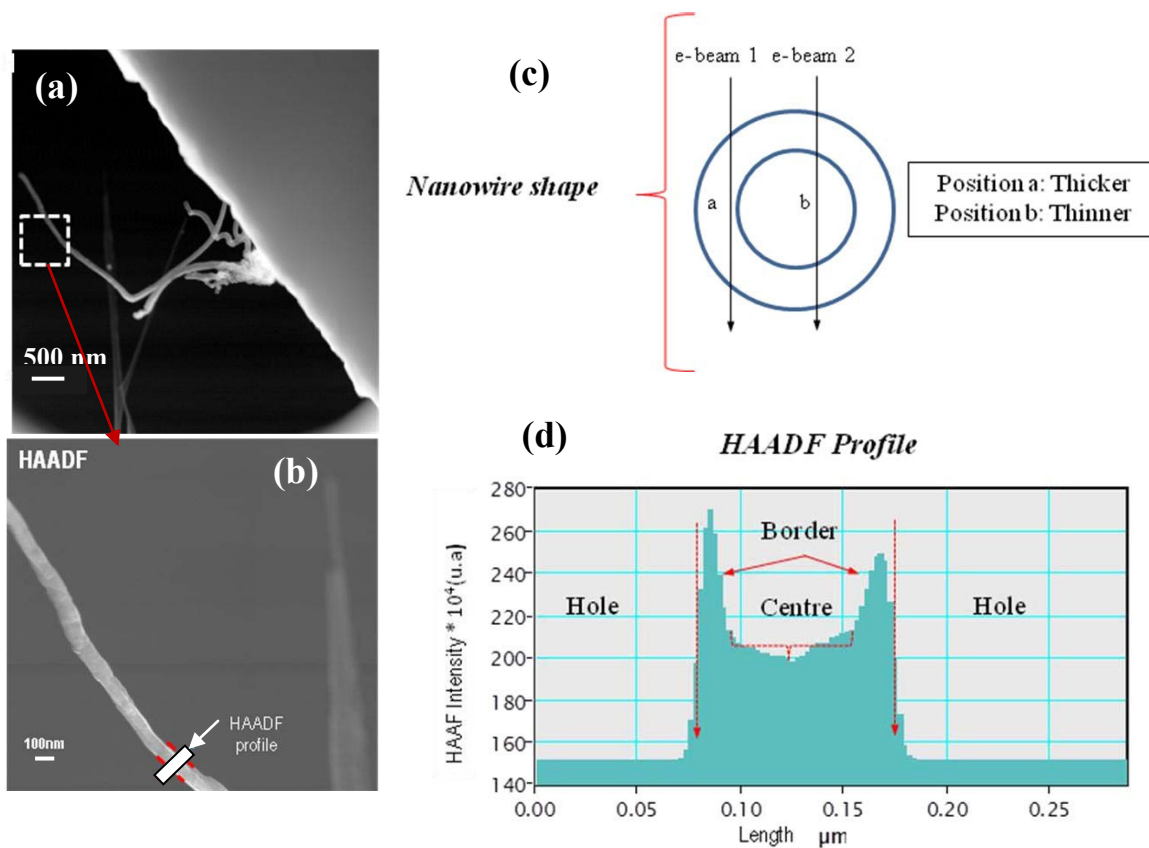 (a)
500 nm
HAADF
(b)
HAADF
profile
100nm
(c)
e-beam 1 e-beam 2
Nanowire shape
a
b
Position a: Thicker
Position b: Thinner
(d)
HAADF Profile
280
260
240
220
200
180
160
140
HAAF Intensity * 10⁴(u.a)
Border
Hole
Centre
Hole
0.00 0.05 0.10 0.15 0.20 0.25
Length µm